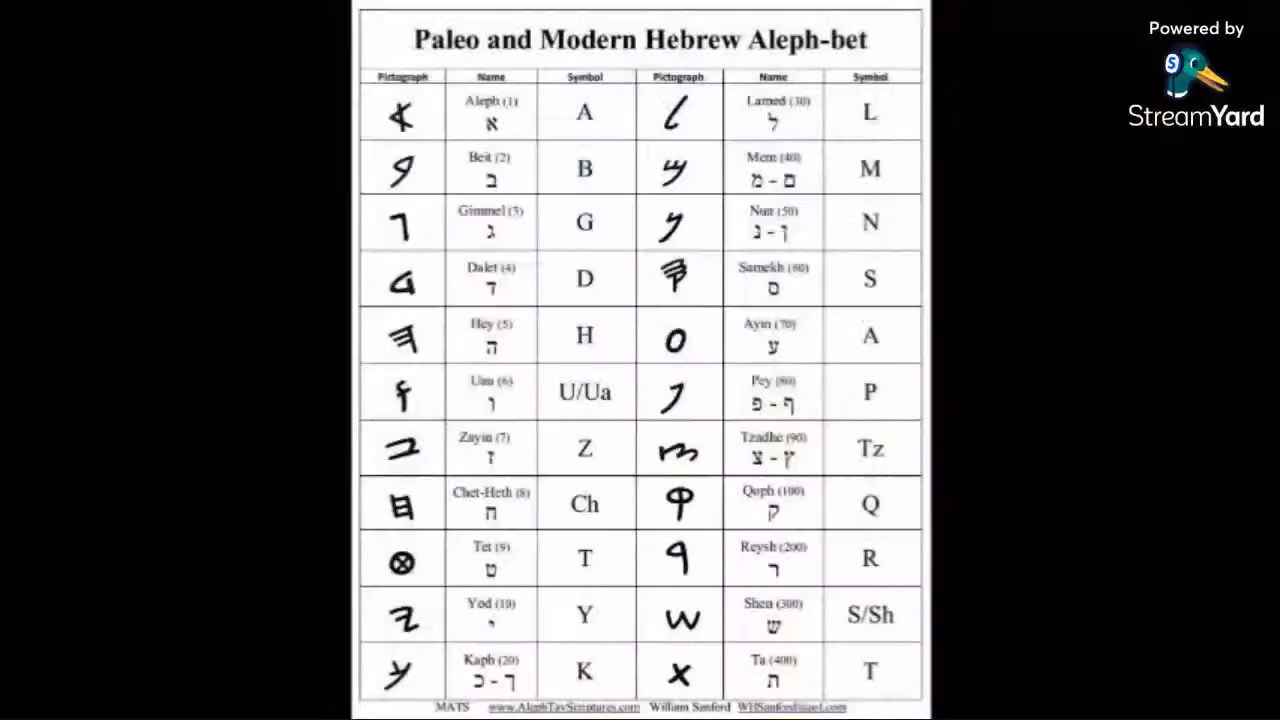 Powered by
StreamYard
Paleo and Modern Hebrew Aleph-bet
Pictograph Name Symbol Pictograph Name Symbol
𐤀 Aleph (1) א A 𐤋 Lamed (30) ל L
𐤁 Beit (2) ב B 𐤌 Mem (40) מ - ם M
𐤂 Gimmel (3) ג G 𐤍 Nun (50) נ - ן N
𐤃 Dalet (4) ד D 𐤎 Samekh (60) ס S
𐤄 Hey (5) ה H 𐤏 Ayin (70) ע A
𐤅 Uau (6) ו U/Ua 𐤐 Pey (80) פ - ף P
𐤆 Zayin (7) ז Z 𐤑 Tzadhe (90) צ - ץ Tz
𐤇 Chet-Heth (8) ח Ch 𐤒 Qoph (100) ק Q
𐤈 Tet (9) ט T 𐤓 Reysh (200) ר R
𐤉 Yod (10) י Y 𐤔 Shen (300) ש S/Sh
𐤊 Kaph (20) כ - ך K 𐤕 Ta (400) ת T
MATS www.AlephTavScriptures.com William Sanford